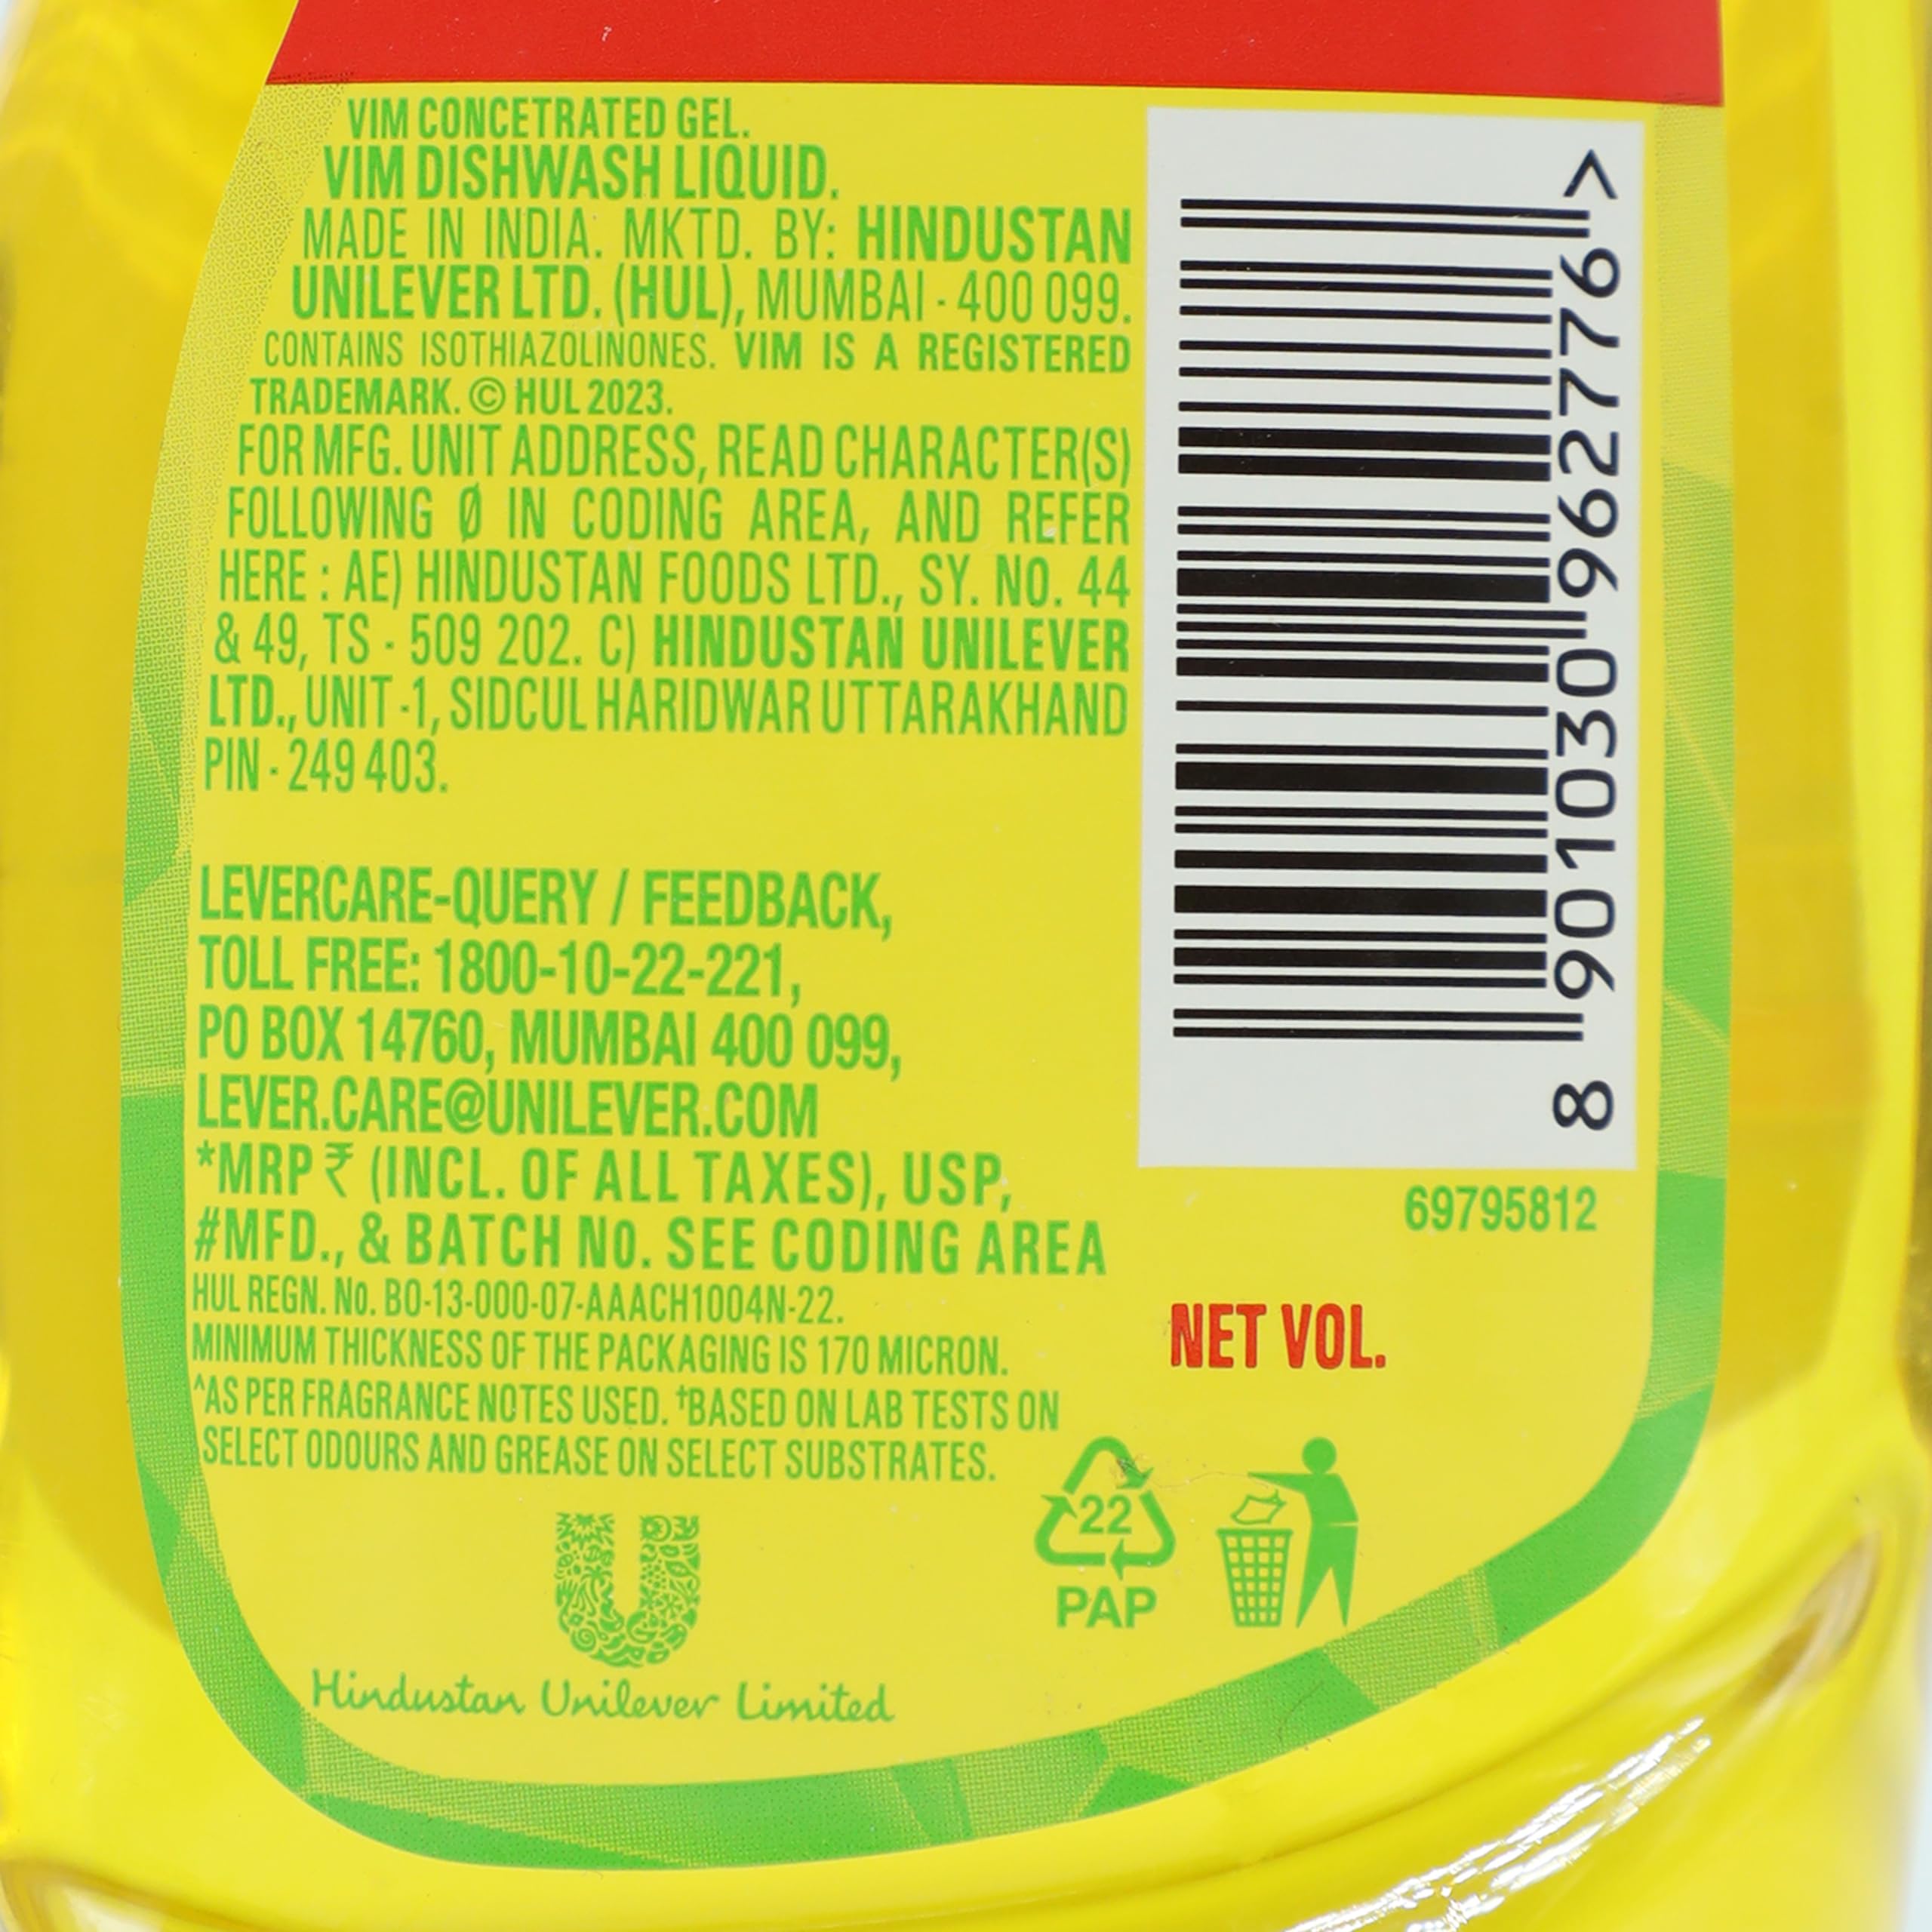 VIM CONCETRATED GEL.
VIM DISHWASH LIQUID.
MADE IN INDIA. MKTD. BY: HINDUSTAN
UNILEVER LTD. (HUL), MUMBAI - 400 099.
CONTAINS ISOTHIAZOLINONES. VIM IS A REGISTERED
TRADEMARK. © HUL 2023.
FOR MFG. UNIT ADDRESS, READ CHARACTER(S)
FOLLOWING Ø IN CODING AREA, AND REFER
HERE : AE) HINDUSTAN FOODS LTD., SY. No. 44
& 49, TS - 509 202. C) HINDUSTAN UNILEVER
LTD., UNIT -1, SIDCUL HARIDWAR UTTARAKHAND
PIN - 249 403.
LEVERCARE-QUERY / FEEDBACK,
TOLL FREE: 1800-10-22-221,
PO BOX 14760, MUMBAI 400 099,
LEVER.CARE@UNILEVER.COM
*MRP ₹ (INCL. OF ALL TAXES), USP,
#MFD., & BATCH No. SEE CODING AREA
HUL REGN. No. BO-13-000-07-AAACH1004N-22.
MINIMUM THICKNESS OF THE PACKAGING IS 170 MICRON.
^AS PER FRAGRANCE NOTES USED. †BASED ON LAB TESTS ON
SELECT ODOURS AND GREASE ON SELECT SUBSTRATES.
Hindustan Unilever Limited
8 901030 962776 >
69795812
NET VOL.
22
PAP